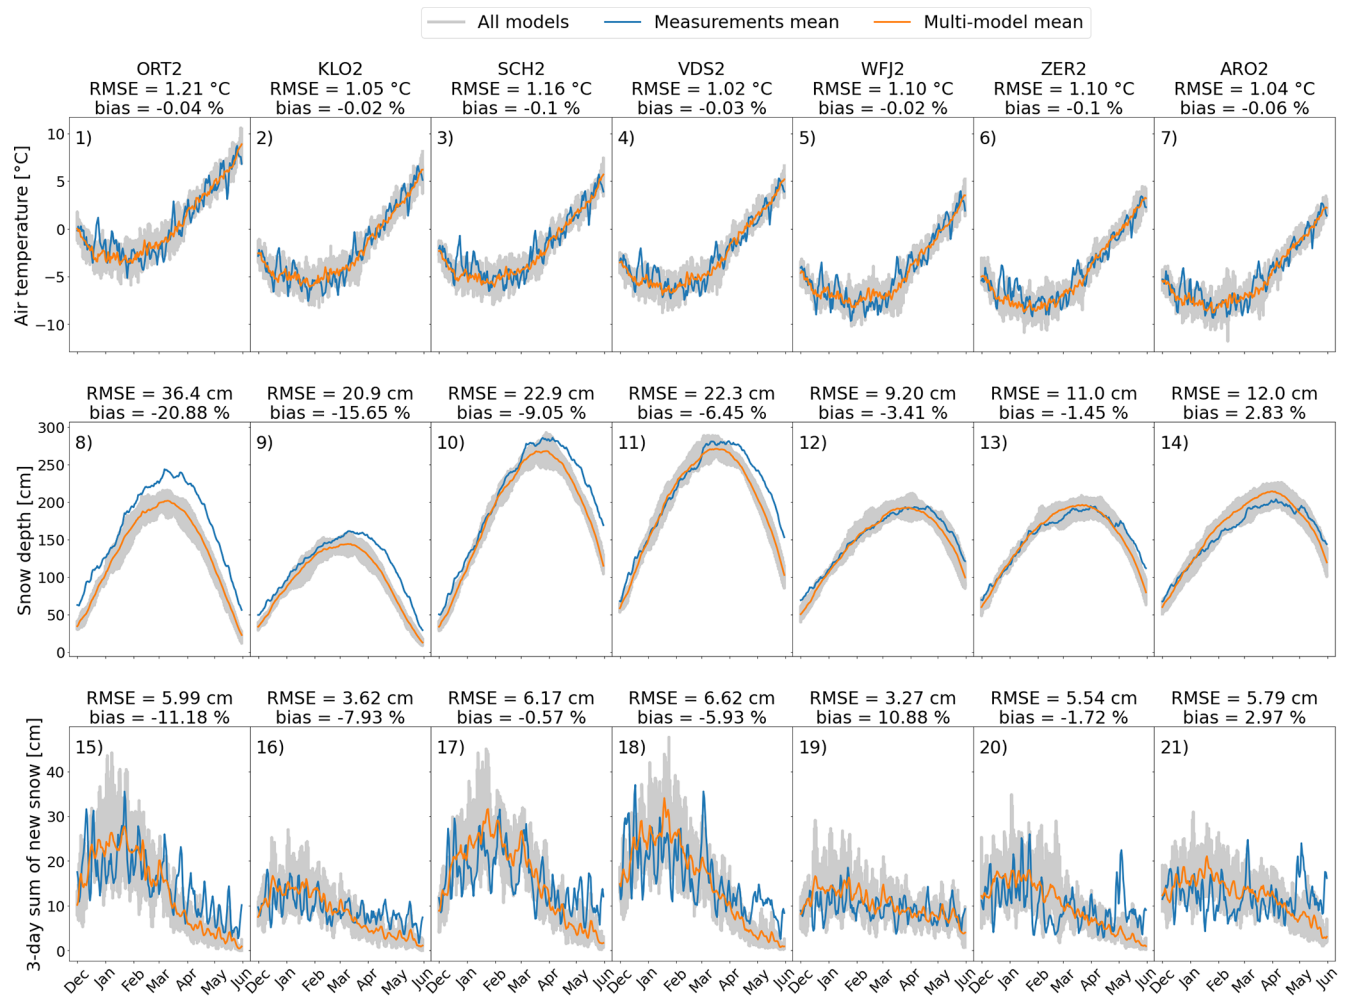 All models Measurements mean Multi-model mean
ORT2 KLO2 SCH2 VDS2 WFJ2 ZER2 ARO2
RMSE = 1.21 °C RMSE = 1.05 °C RMSE = 1.16 °C RMSE = 1.02 °C RMSE = 1.10 °C RMSE = 1.10 °C RMSE = 1.04 °C
bias = -0.04 % bias = -0.02 % bias = -0.1 % bias = -0.03 % bias = -0.02 % bias = -0.1 % bias = -0.06 %
Air temperature [°C]
10
5
0
−5
−10
1) 2) 3) 4) 5) 6) 7)
RMSE = 36.4 cm RMSE = 20.9 cm RMSE = 22.9 cm RMSE = 22.3 cm RMSE = 9.20 cm RMSE = 11.0 cm RMSE = 12.0 cm
bias = -20.88 % bias = -15.65 % bias = -9.05 % bias = -6.45 % bias = -3.41 % bias = -1.45 % bias = 2.83 %
Snow depth [cm]
300
250
200
150
100
50
0
8) 9) 10) 11) 12) 13) 14)
RMSE = 5.99 cm RMSE = 3.62 cm RMSE = 6.17 cm RMSE = 6.62 cm RMSE = 3.27 cm RMSE = 5.54 cm RMSE = 5.79 cm
bias = -11.18 % bias = -7.93 % bias = -0.57 % bias = -5.93 % bias = 10.88 % bias = -1.72 % bias = 2.97 %
3-day sum of new snow [cm]
40
30
20
10
0
15) 16) 17) 18) 19) 20) 21)
Dec Jan Feb Mar Apr May Jun Dec Jan Feb Mar Apr May Jun Dec Jan Feb Mar Apr May Jun Dec Jan Feb Mar Apr May Jun Dec Jan Feb Mar Apr May Jun Dec Jan Feb Mar Apr May Jun Dec Jan Feb Mar Apr May Jun